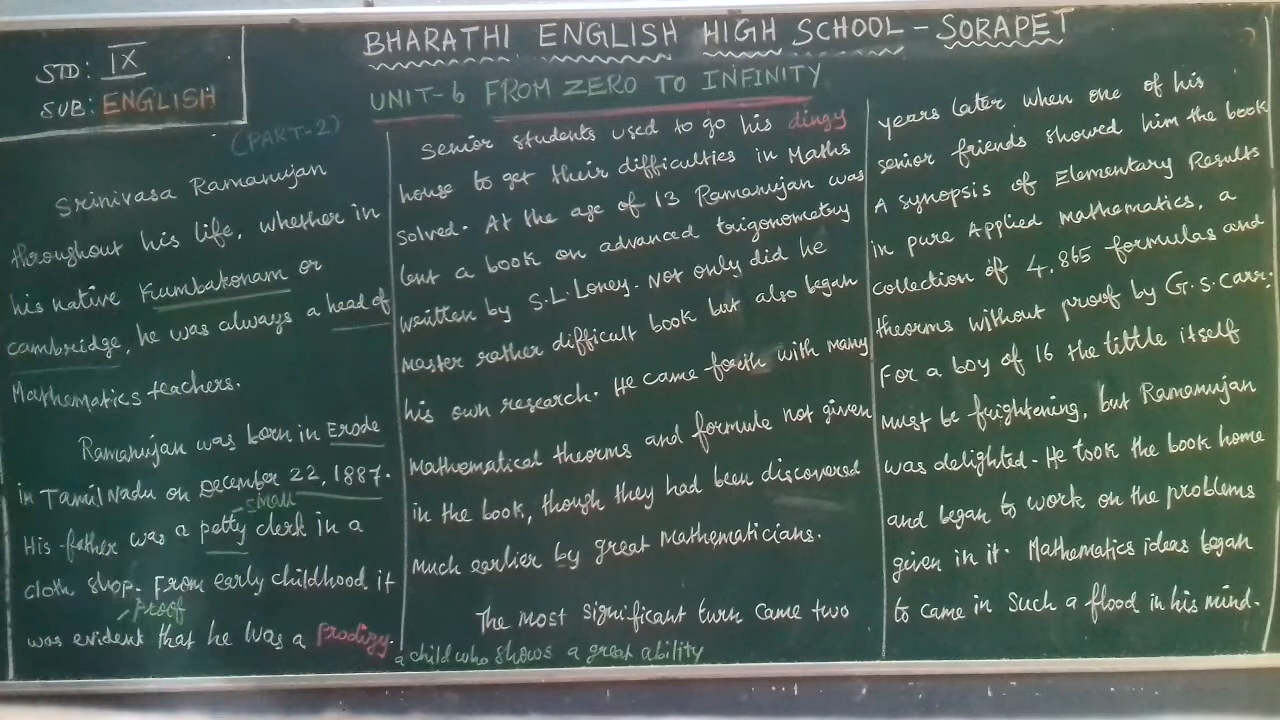 STD: IX
SUB: ENGLISH
BHARATHI ENGLISH HIGH SCHOOL - SORAPET
UNIT-6 FROM ZERO TO INFINITY
(PART-2)
Srinivasa Ramanujan
throughout his life, whether in
his native Kumbakonam or
cambridge, he was always a head of
Mathematics teachers.
Ramanujan was born in Erode
in Tamil Nadu on December 22, 1887.
small
His father was a petty clerk in a
cloth shop. From early childhood it
proof
was evident that he was a Prodigy.
a child who shows a great ability
Senior students used to go his dingy
house to get their difficulties in Maths
solved. At the age of 13 Ramanujan was
lent a book on advanced trigonometry
written by S.L. Loney. Not only did he
master rather difficult book but also began
his own research. He came forth with many
Mathematical theorms and formule not given
in the book, though they had been discovered
much earlier by great Mathematicians.
The most significant turn came two
years later when one of his
senior friends showed him the book
A synopsis of Elementary Results
in pure Applied Mathematics, a
collection of 4,865 formulas and
theorms without proof by G.S. Carr.
For a boy of 16 the tittle itself
must be frightening, but Ramanujan
was delighted. He took the book home
and began to work on the problems
given in it. Mathematics ideas began
to came in such a flood in his mind.